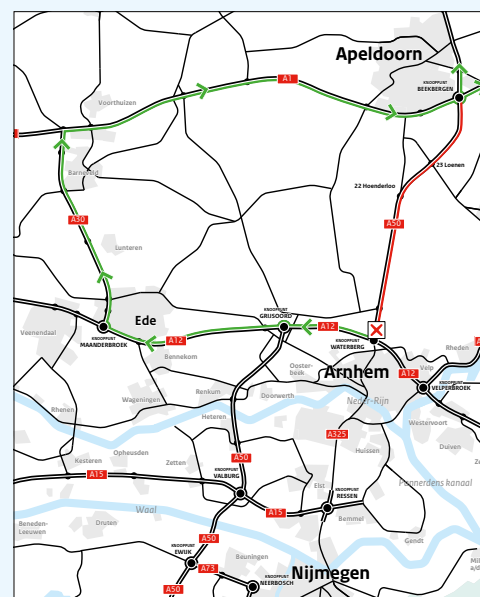 Apeldoorn
KNOOPPUNT
BEEKBERGEN
A1
Voorthuizen
23 Loenen
Barneveld
22 Hoenderloo
A30
A50
Lunteren
KNOOPPUNT
GRIJSOORD
Ede
A12
Veenendaal
KNOOPPUNT
MAANDERBROEK
A12
KNOOPPUNT
WATERBERG
Rheden
Bennekom
Ooster-
beek
Arnhem
A12
Velp
KNOOPPUNT
VELPERBROEK
Wageningen
Renkum
Doorwerth
Neder-Rijn
Rhenen
Heteren
Westervoort
A325
Huissen
Duiven
Opheusden
Kesteren
Zetten
A50
KNOOPPUNT
VALBURG
A15
Elst
KNOOPPUNT
RESSEN
Pannerdens kanaal
Waal
A15
Bemmel
Beneden-
Leeuwen
Druten
A50
Gendt
KNOOPPUNT
EWIJK
Beuningen
A73
KNOOPPUNT
NEERBOSCH
Nijmegen
A50